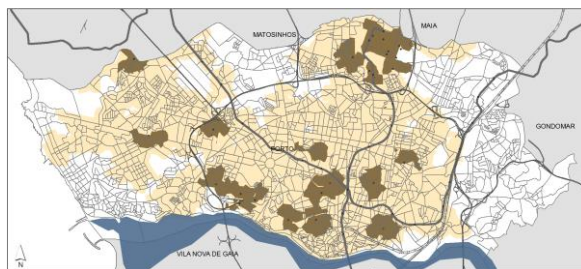 MATOSINHOS
MAIA
GONDOMAR
PORTO
VILA NOVA DE GAIA
N